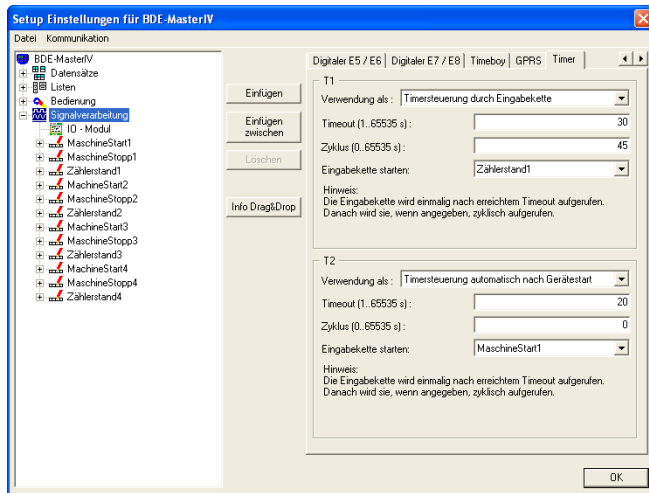 Setup Einstellungen für BDE-MasterIV
Datei Kommunikation
BDE-MasterIV
Datensätze
Listen
Bedienung
Signalverarbeitung
IO - Modul
MaschineStart1
MaschineStopp1
Zählerstand1
MachineStart2
MaschineStopp2
Zählerstand2
MachineStart3
MaschineStopp3
Zählerstand3
MachineStart4
MaschineStopp4
Zählerstand4
Einfügen
Einfügen
zwischen
Löschen
Info Drag&Drop
Digitaler E5 / E6 Digitaler E7 / E8 Timeboy GPRS Timer
T1
Verwendung als : Timersteuerung durch Eingabekette
Timeout (1..65535 s) : 30
Zyklus (0..65535 s) : 45
Eingabekette starten: Zählerstand1
Hinweis:
Die Eingabekette wird einmalig nach erreichtem Timeout aufgerufen.
Danach wird sie, wenn angegeben, zyklisch aufgerufen.
T2
Verwendung als : Timersteuerung automatisch nach Gerätestart
Timeout (1..65535 s) : 20
Zyklus (0..65535 s) : 0
Eingabekette starten: MaschineStart1
Hinweis:
Die Eingabekette wird einmalig nach erreichtem Timeout aufgerufen.
Danach wird sie, wenn angegeben, zyklisch aufgerufen.
OK